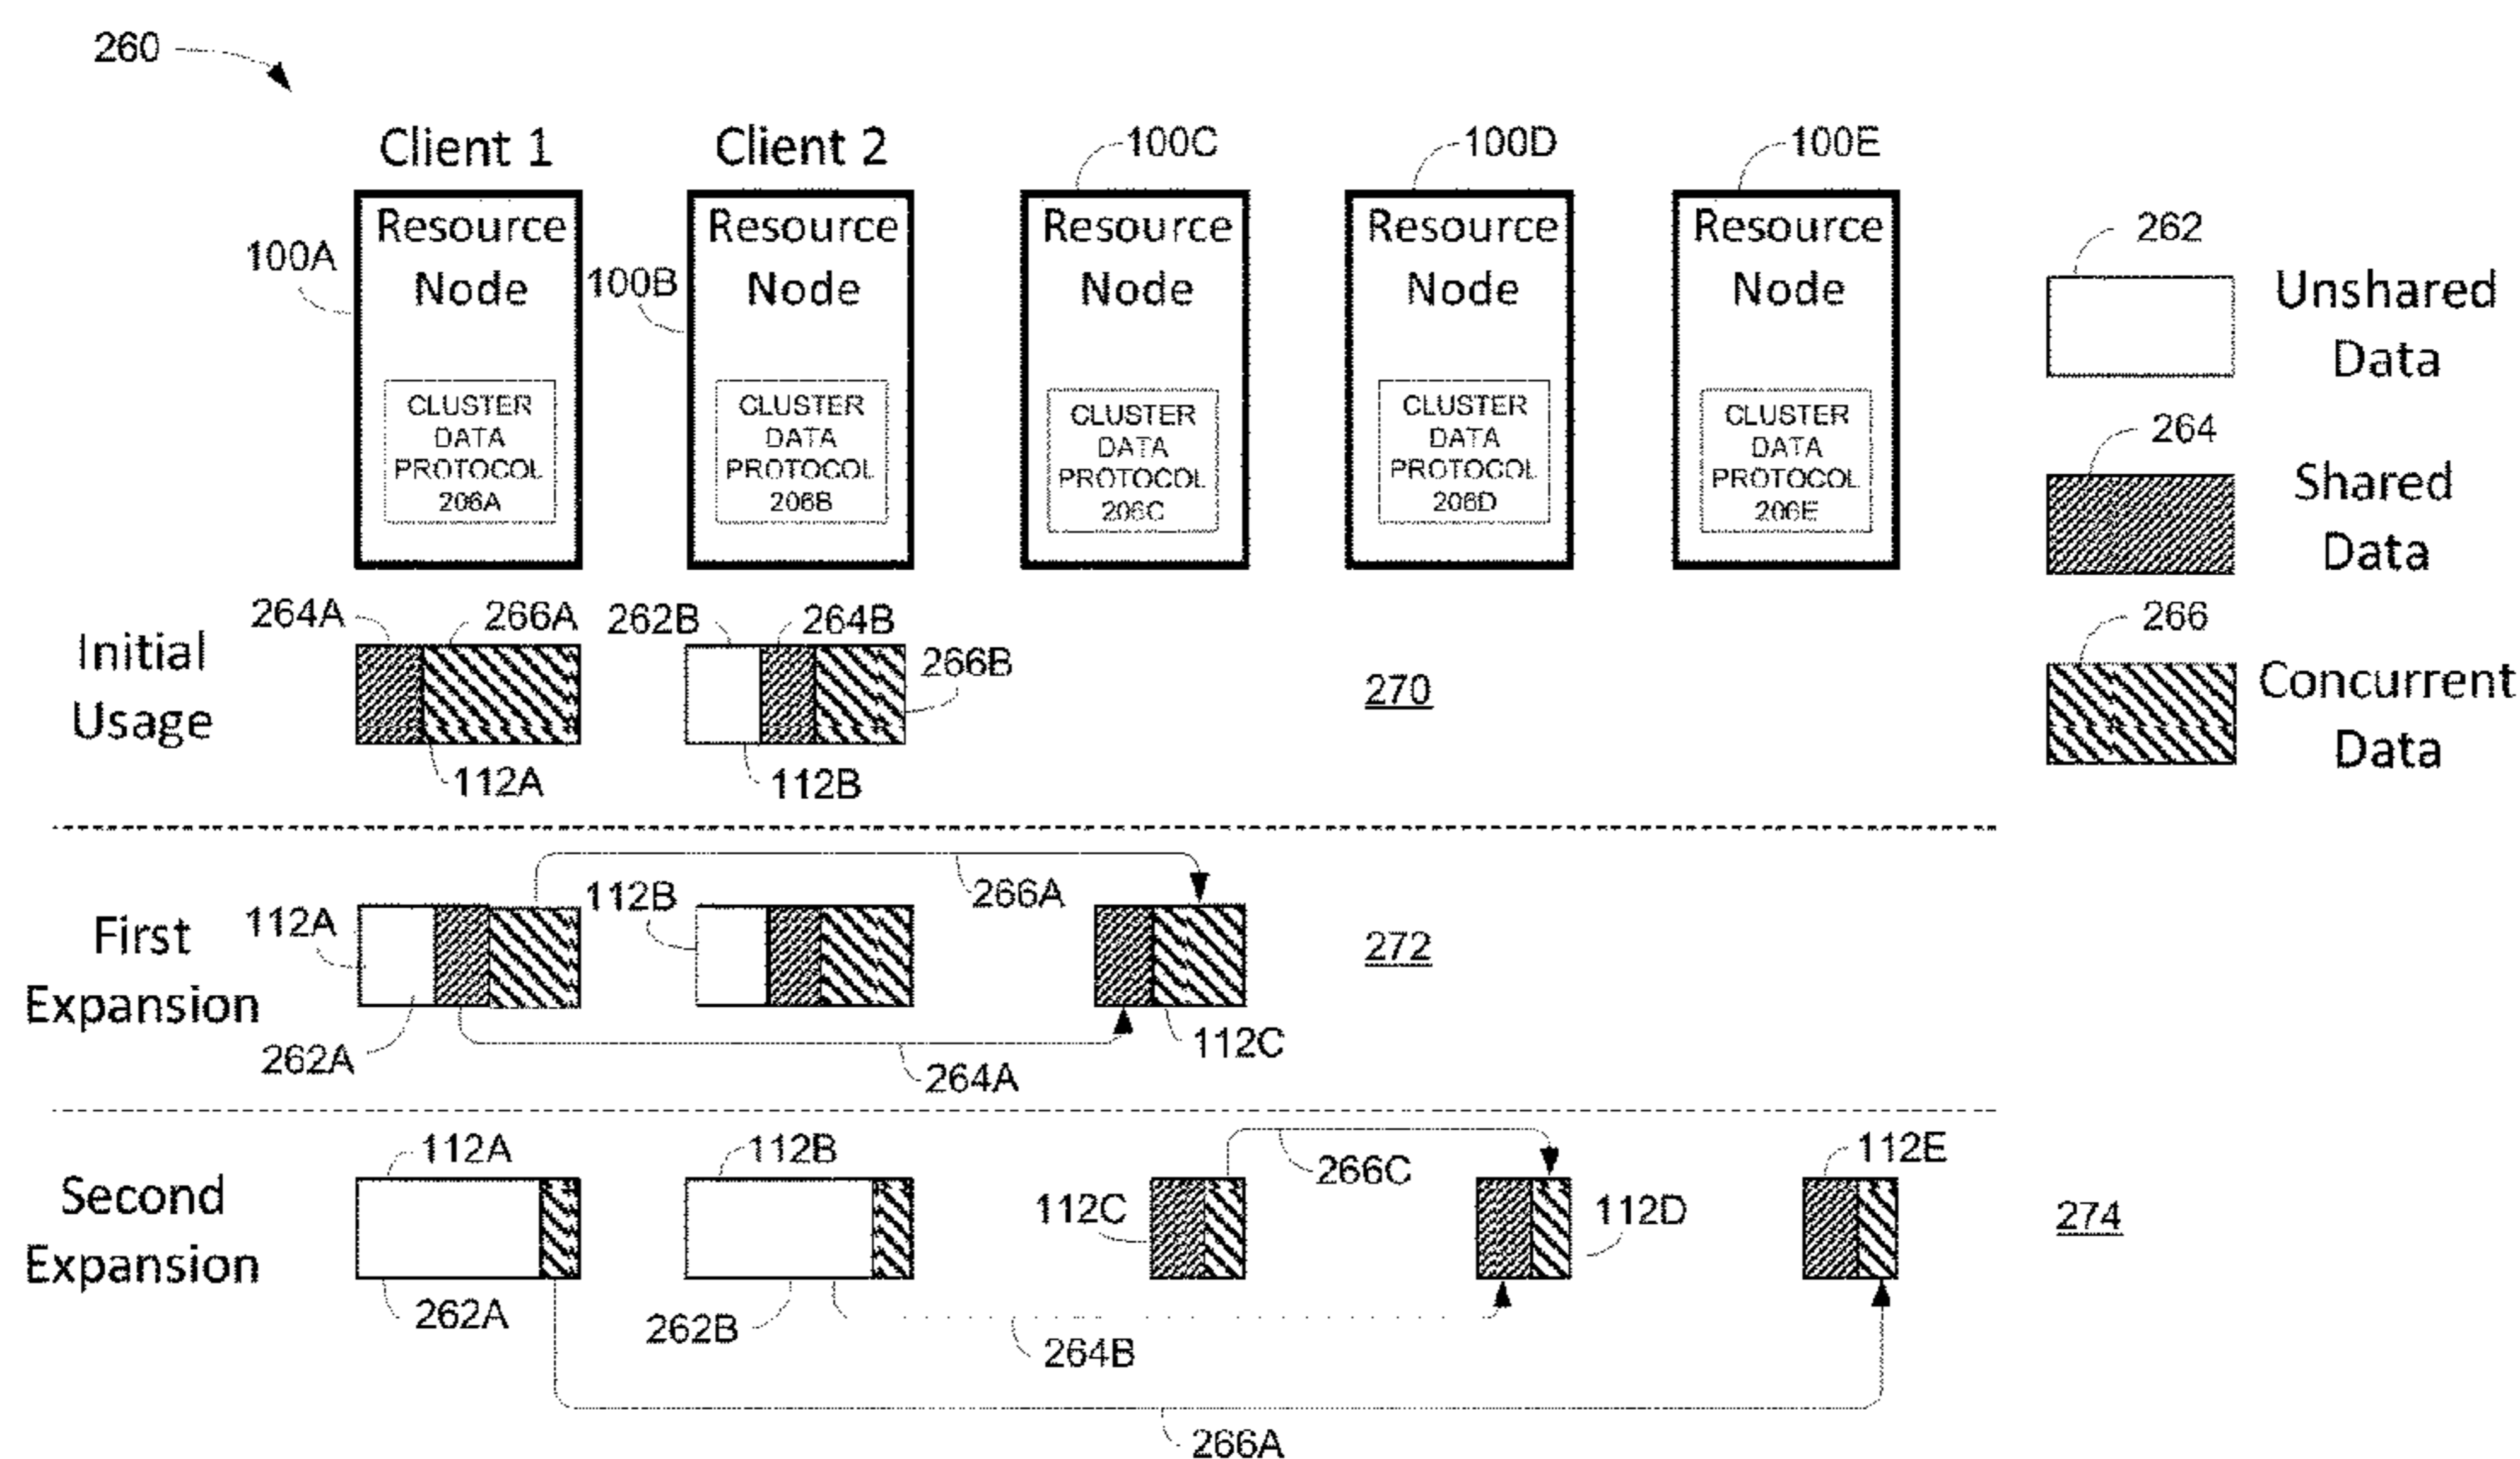 260
Client 1
Client 2
100C
100D
100E
Resource
Node
Resource
Node
Resource
Node
Resource
Node
Resource
Node
100A
100B
CLUSTER
DATA
PROTOCOL
206A
CLUSTER
DATA
PROTOCOL
206B
CLUSTER
DATA
PROTOCOL
206C
CLUSTER
DATA
PROTOCOL
206D
CLUSTER
DATA
PROTOCOL
206E
262
Unshared
Data
264
Shared
Data
266
Concurrent
Data
Initial
Usage
264A
266A
262B
264B
266B
112A
112B
270
First
Expansion
112A
112B
266A
262A
264A
112C
272
Second
Expansion
112A
112B
266C
112E
112C
112D
274
262A
262B
264B
266A